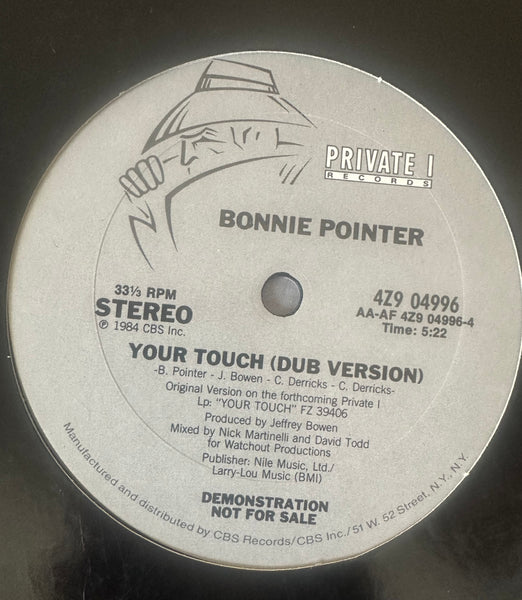 PRIVATE I
RECORDS
BONNIE POINTER
33⅓ RPM
STEREO
℗ 1984 CBS Inc.
4Z9 04996
AA-AF 4Z9 04996-4
Time: 5:22
YOUR TOUCH (DUB VERSION)
-B. Pointer - J. Bowen - C. Derricks - C. Derricks-
Original Version on the forthcoming Private I
Lp: "YOUR TOUCH" FZ 39406
Produced by Jeffrey Bowen
Mixed by Nick Martinelli and David Todd
for Watchout Productions
Publisher: Nile Music, Ltd./
Larry-Lou Music (BMI)
DEMONSTRATION
NOT FOR SALE
Manufactured and distributed by CBS Records/CBS Inc./51 W. 52 Street, N.Y., N.Y.